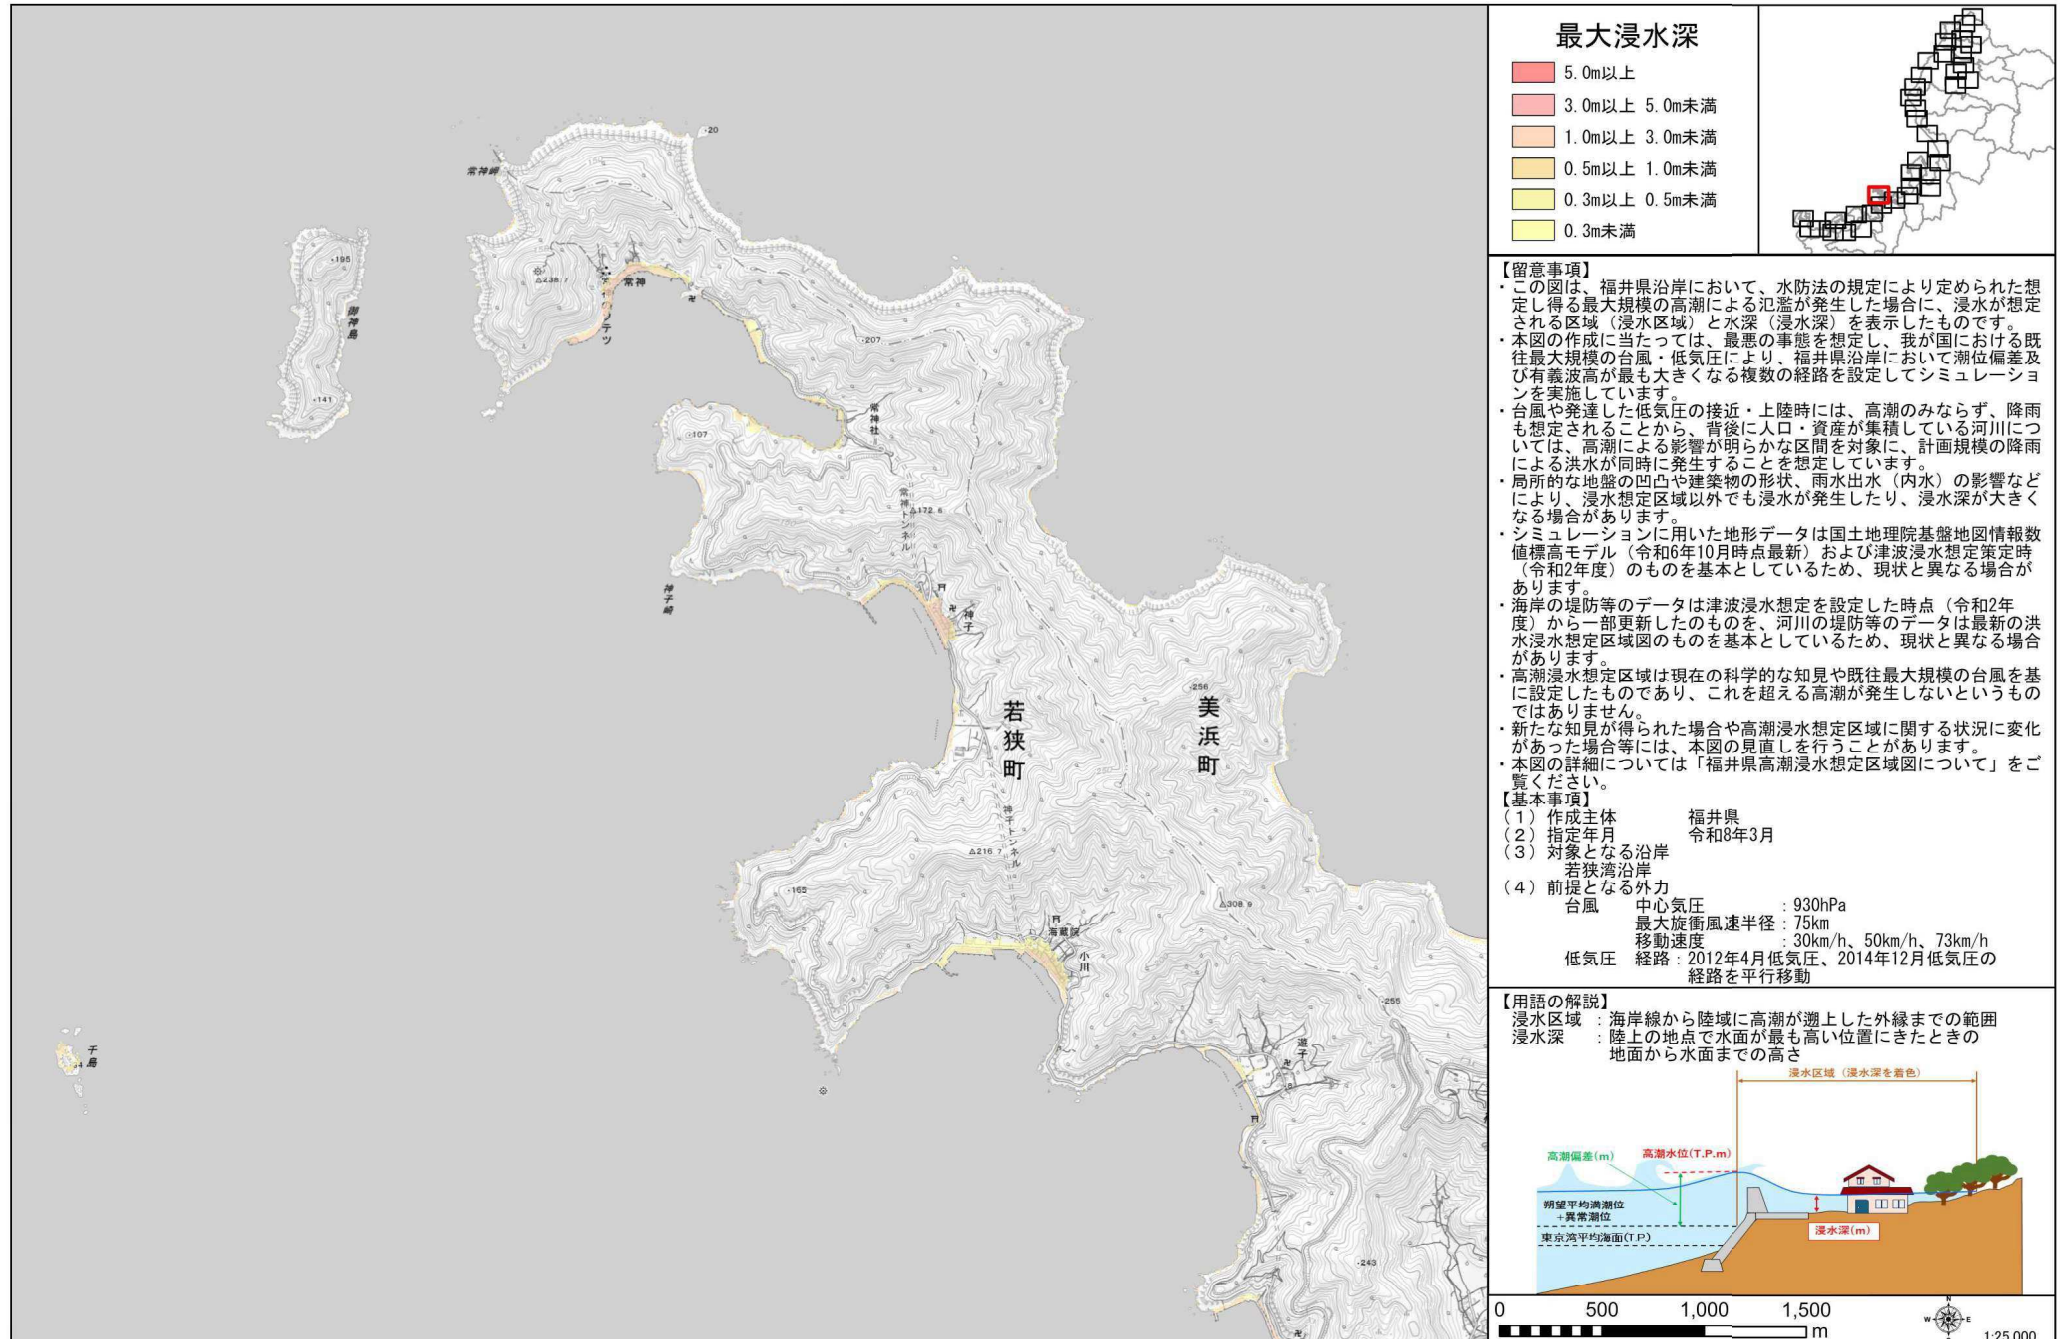 最大浸水深
5.0m以上
3.0m以上 5.0m未満
1.0m以上 3.0m未満
0.5m以上 1.0m未満
0.3m以上 0.5m未満
0.3m未満
【留意事項】
・この図は、福井県沿岸において、水防法の規定により定められた想
定し得る最大規模の高潮による氾濫が発生した場合に、浸水が想定
される区域（浸水区域）と水深（浸水深）を表示したものです。
・本図の作成に当たっては、最悪の事態を想定し、我が国における既
往最大規模の台風・低気圧により、福井県沿岸において潮位偏差及
び有義波高が最も大きくなる複数の経路を設定してシミュレーショ
ンを実施しています。
・台風や発達した低気圧の接近・上陸時には、高潮のみならず、降雨
も想定されることから、背後に人口・資産が集積している河川につ
いては、高潮による影響が明らかな区間を対象に、計画規模の降雨
による洪水が同時に発生することを想定しています。
・局所的な地盤の凹凸や建築物の形状、雨水出水（内水）の影響など
により、浸水想定区域以外でも浸水が発生したり、浸水深が大きく
なる場合があります。
・シミュレーションに用いた地形データは国土地理院基盤地図情報数
値標高モデル（令和6年10月時点最新）および津波浸水想定策定時
（令和2年度）のものを基本としているため、現状と異なる場合が
あります。
・海岸の堤防等のデータは津波浸水想定を設定した時点（令和2年
度）から一部更新したのものを、河川の堤防等のデータは最新の洪
水浸水想定区域図のものを基本としているため、現状と異なる場合
があります。
・高潮浸水想定区域は現在の科学的な知見や既往最大規模の台風を基
に設定したものであり、これを超える高潮が発生しないというもの
ではありません。
・新たな知見が得られた場合や高潮浸水想定区域に関する状況に変化
があった場合等には、本図の見直しを行うことがあります。
・本図の詳細については「福井県高潮浸水想定区域図について」をご
覧ください。
【基本事項】
（1）作成主体 福井県
（2）指定年月 令和8年3月
（3）対象となる沿岸
若狭湾沿岸
（4）前提となる外力
台風 中心気圧 ：930hPa
最大旋衡風速半径：75km
移動速度 ：30km/h、50km/h、73km/h
低気圧 経路：2012年4月低気圧、2014年12月低気圧の
経路を平行移動
【用語の解説】
浸水区域 ：海岸線から陸域に高潮が遡上した外縁までの範囲
浸水深 ：陸上の地点で水面が最も高い位置にきたときの
地面から水面までの高さ
浸水区域（浸水深を着色）
高潮偏差(m)
高潮水位(T.P.m)
朔望平均満潮位
+異常潮位
東京湾平均海面(T.P.)
浸水深(m)
0 500 1,000 1,500
m
N
W E
1:25,000
20
常神岬
195
御神島
141
238.7
常神
207
107
常神社
常神トンネル
172.6
神子崎
神子
256
若狭町
美浜町
250
神子トンネル
216.7
165
308.9
海蔵院
小川
255
遊子
千島
243